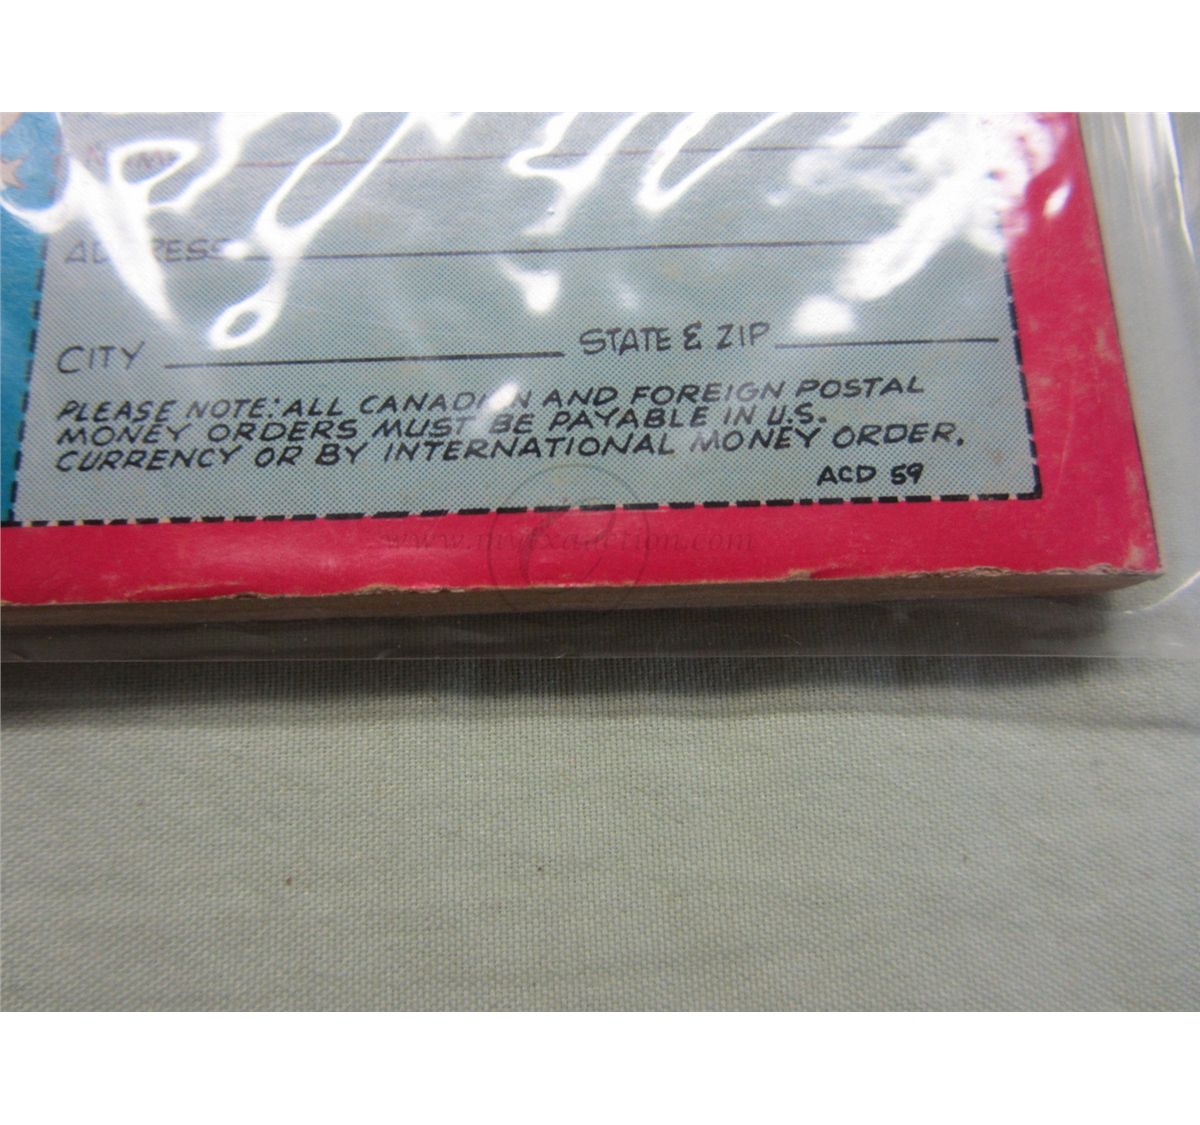 ADDRESS
CITY STATE & ZIP
PLEASE NOTE: ALL CANADIAN AND FOREIGN POSTAL
MONEY ORDERS MUST BE PAYABLE IN U.S.
CURRENCY OR BY INTERNATIONAL MONEY ORDER.
ACD 59